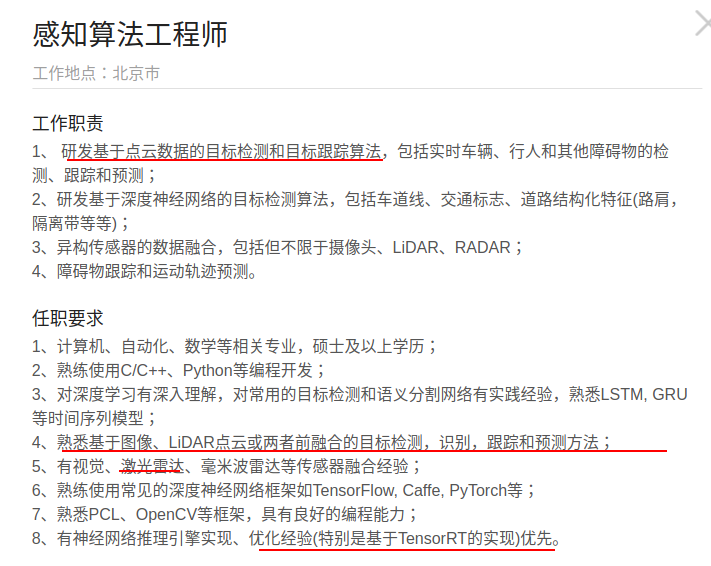 感知算法工程师
工作地点：北京市
工作职责
1、 研发基于点云数据的目标检测和目标跟踪算法，包括实时车辆、行人和其他障碍物的检
测、跟踪和预测；
2、研发基于深度神经网络的目标检测算法，包括车道线、交通标志、道路结构化特征(路肩，
隔离带等等)；
3、异构传感器的数据融合，包括但不限于摄像头、LiDAR、RADAR；
4、障碍物跟踪和运动轨迹预测。
任职要求
1、计算机、自动化、数学等相关专业，硕士及以上学历；
2、熟练使用C/C++、Python等编程开发；
3、对深度学习有深入理解，对常用的目标检测和语义分割网络有实践经验，熟悉LSTM, GRU
等时间序列模型；
4、熟悉基于图像、LiDAR点云或两者前融合的目标检测，识别，跟踪和预测方法；
5、有视觉、激光雷达、毫米波雷达等传感器融合经验；
6、熟练使用常见的深度神经网络框架如TensorFlow, Caffe, PyTorch等；
7、熟悉PCL、OpenCV等框架，具有良好的编程能力；
8、有神经网络推理引擎实现、优化经验(特别是基于TensorRT的实现)优先。